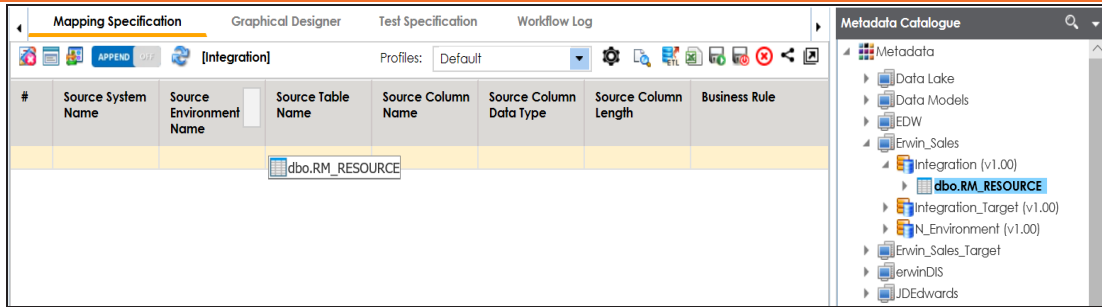 Mapping Specification Graphical Designer Test Specification Workflow Log
APPEND OFF [Integration] Profiles: Default ETL
# Source System Name Source Environment Name Source Table Name Source Column Name Source Column Data Type Source Column Length Business Rule
dbo.RM_RESOURCE
Metadata Catalogue
Metadata
Data Lake
Data Models
EDW
Erwin_Sales
Integration (v1.00)
dbo.RM_RESOURCE
Integration_Target (v1.00)
N_Environment (v1.00)
Erwin_Sales_Target
erwinDIS
JDEdwards